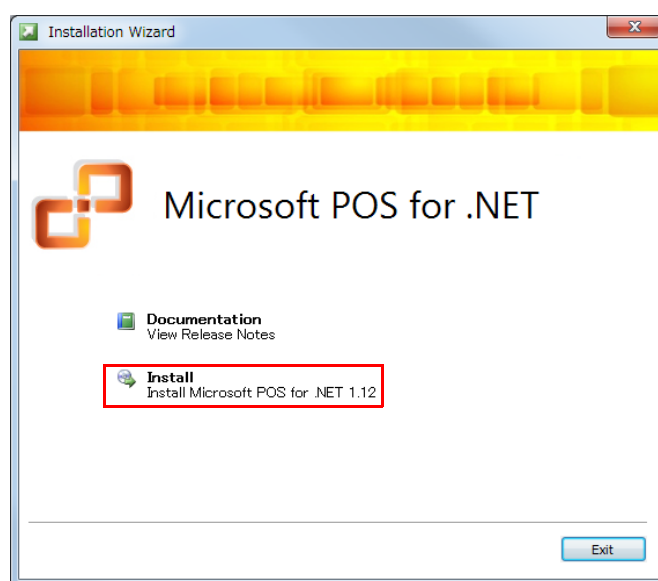 Installation Wizard
Microsoft POS for .NET
Documentation
View Release Notes
Install
Install Microsoft POS for .NET 1.12
Exit